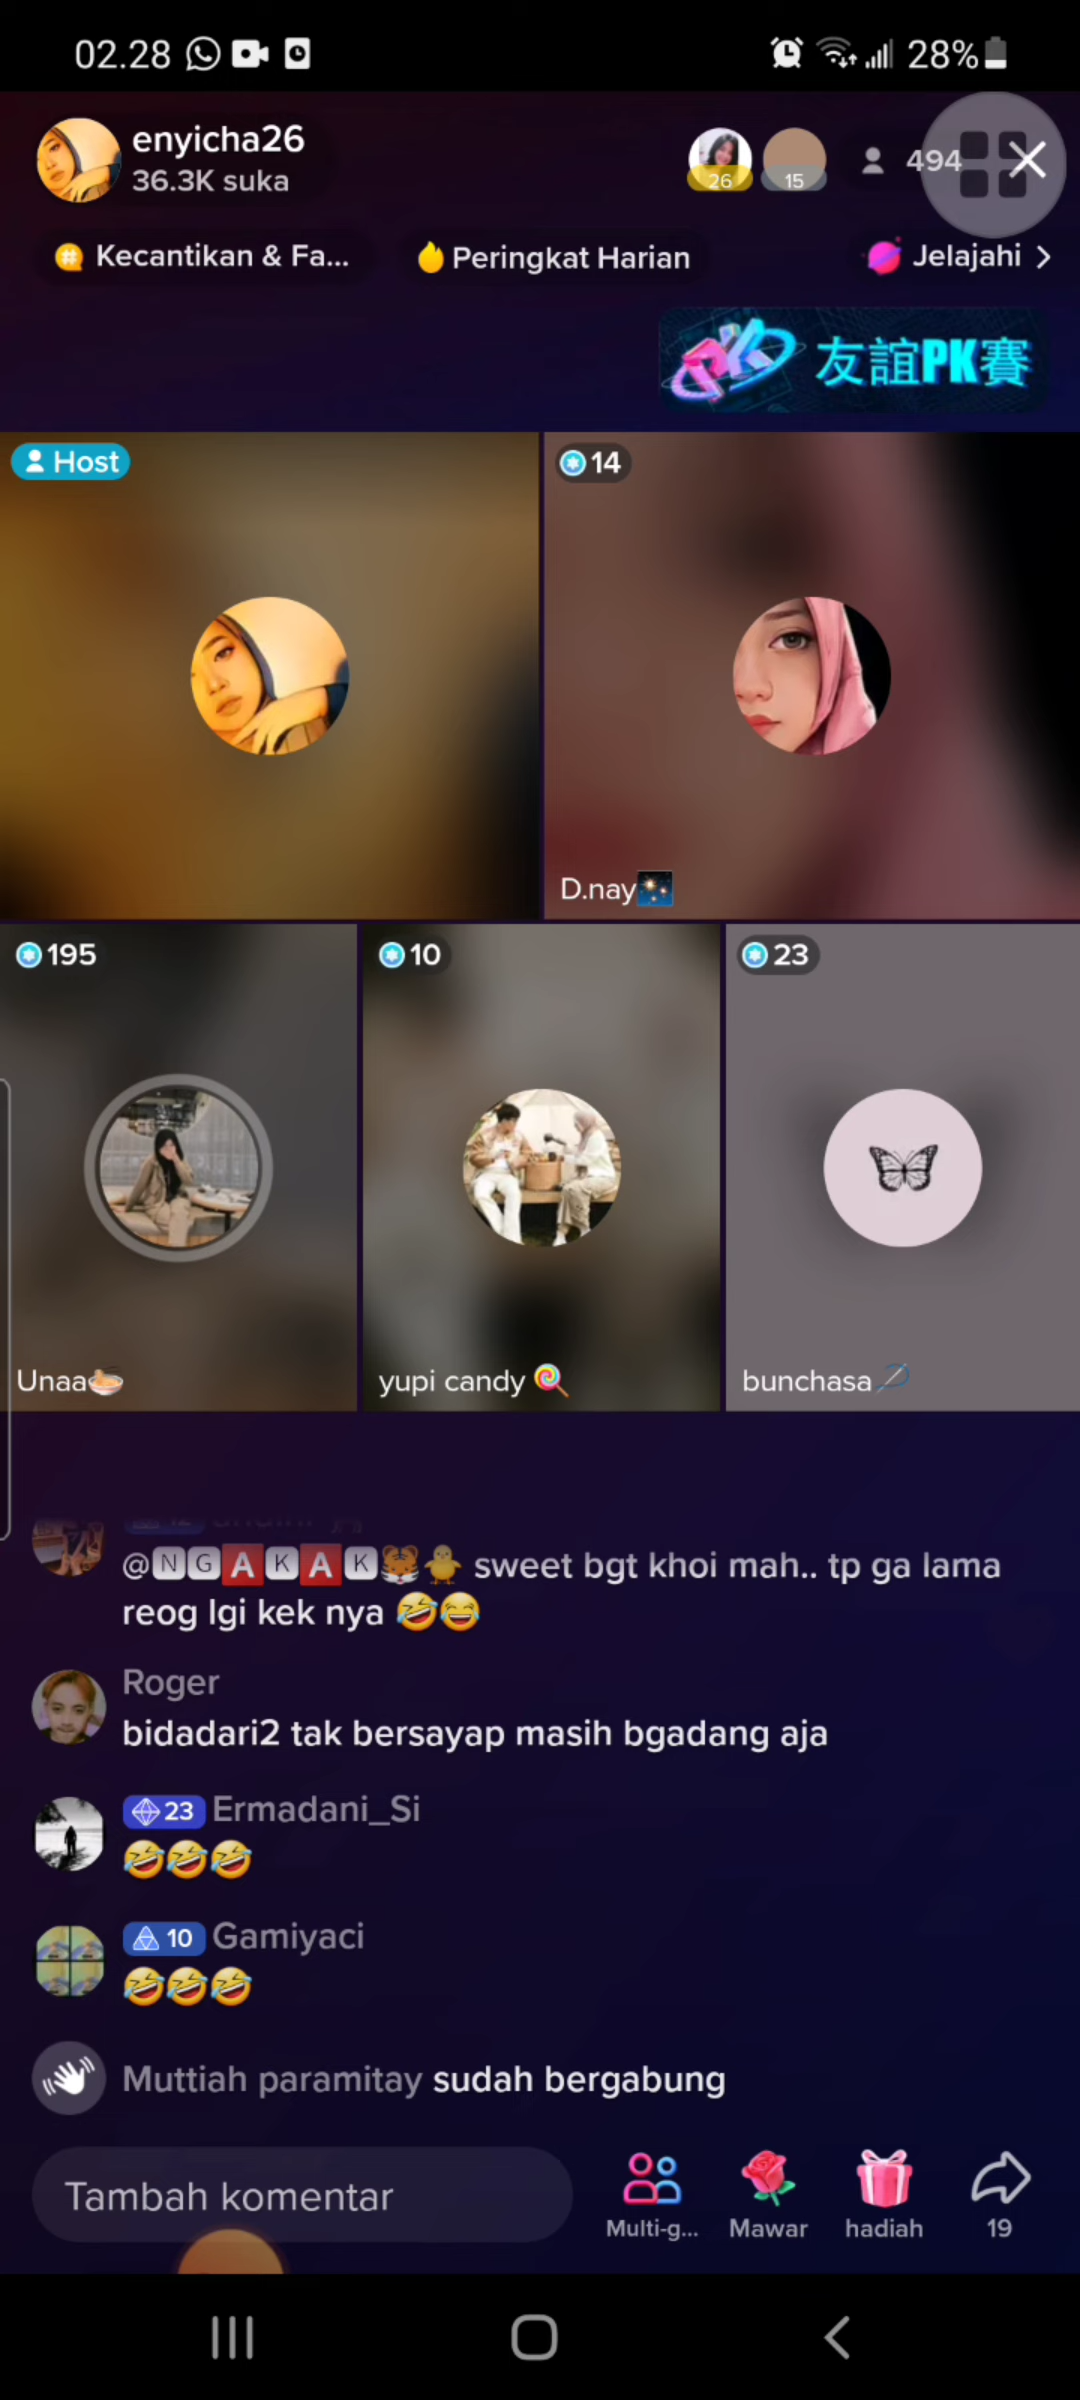 02.28 28%
enyicha26
36.3K suka
26 15 494
Kecantikan & Fa... Peringkat Harian Jelajahi
PK 友誼PK賽
Host 14
D.nay
195 10 23
Unaa yupi candy bunchasa
@NGAKAK🐯🐥 sweet bgt khoi mah.. tp ga lama
reog lgi kek nya 🤣😂
Roger
bidadari2 tak bersayap masih bgadang aja
23 Ermadani_Si
🤣🤣🤣
10 Gamiyaci
🤣🤣🤣
Muttiah paramitay sudah bergabung
Tambah komentar
Multi-g... Mawar hadiah 19